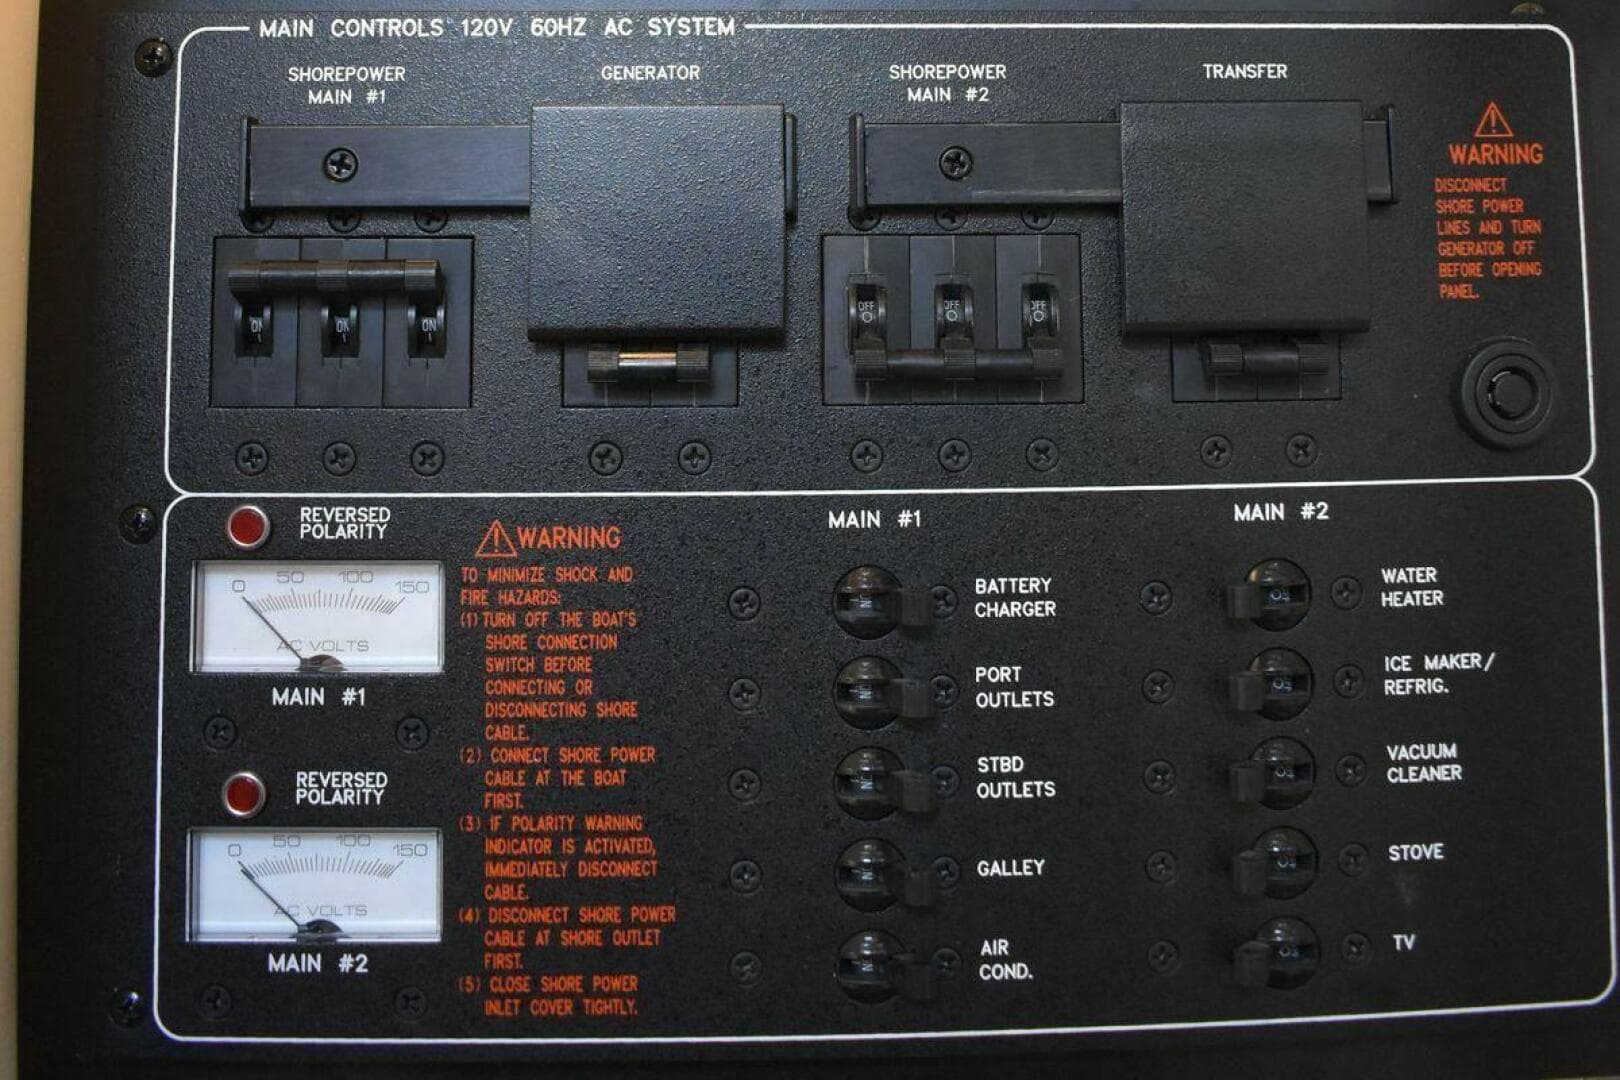 MAIN CONTROLS 120V 60HZ AC SYSTEM
SHOREPOWER
MAIN #1
GENERATOR
SHOREPOWER
MAIN #2
TRANSFER
WARNING
DISCONNECT
SHORE POWER
LINES AND TURN
GENERATOR OFF
BEFORE OPENING
PANEL.
ON
ON
ON
OFF
OFF
OFF
REVERSED
POLARITY
0 50 100 150
AC VOLTS
MAIN #1
REVERSED
POLARITY
0 50 100 150
AC VOLTS
MAIN #2
WARNING
TO MINIMIZE SHOCK AND
FIRE HAZARDS:
(1) TURN OFF THE BOAT'S
SHORE CONNECTION
SWITCH BEFORE
CONNECTING OR
DISCONNECTING SHORE
CABLE.
(2) CONNECT SHORE POWER
CABLE AT THE BOAT
FIRST.
(3) IF POLARITY WARNING
INDICATOR IS ACTIVATED,
IMMEDIATELY DISCONNECT
CABLE.
(4) DISCONNECT SHORE POWER
CABLE AT SHORE OUTLET
FIRST.
(5) CLOSE SHORE POWER
INLET COVER TIGHTLY.
MAIN #1
BATTERY
CHARGER
PORT
OUTLETS
STBD
OUTLETS
GALLEY
AIR
COND.
MAIN #2
WATER
HEATER
ICE MAKER/
REFRIG.
VACUUM
CLEANER
STOVE
TV